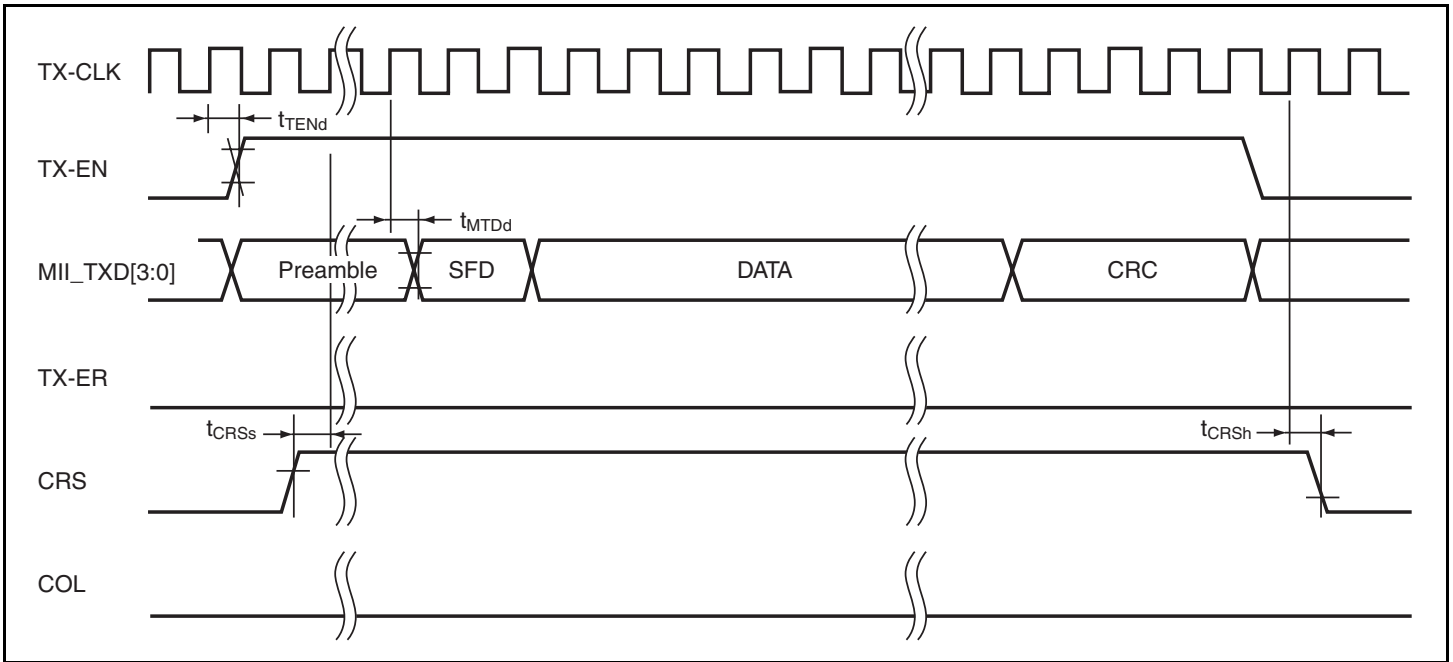 TX-CLK
tTENd
TX-EN
tMTDd
MII_TXD[3:0]
Preamble
SFD
DATA
CRC
TX-ER
tCRSs
tCRSh
CRS
COL